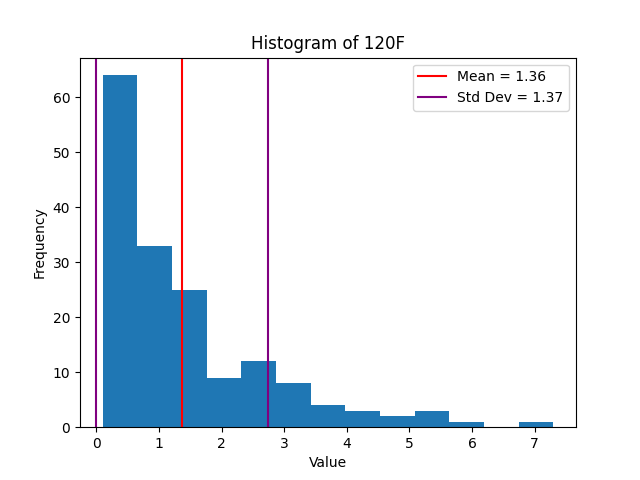 Histogram of 120F
Mean = 1.36
Std Dev = 1.37
Frequency
60
50
40
30
20
10
0
0 1 2 3 4 5 6 7
Value